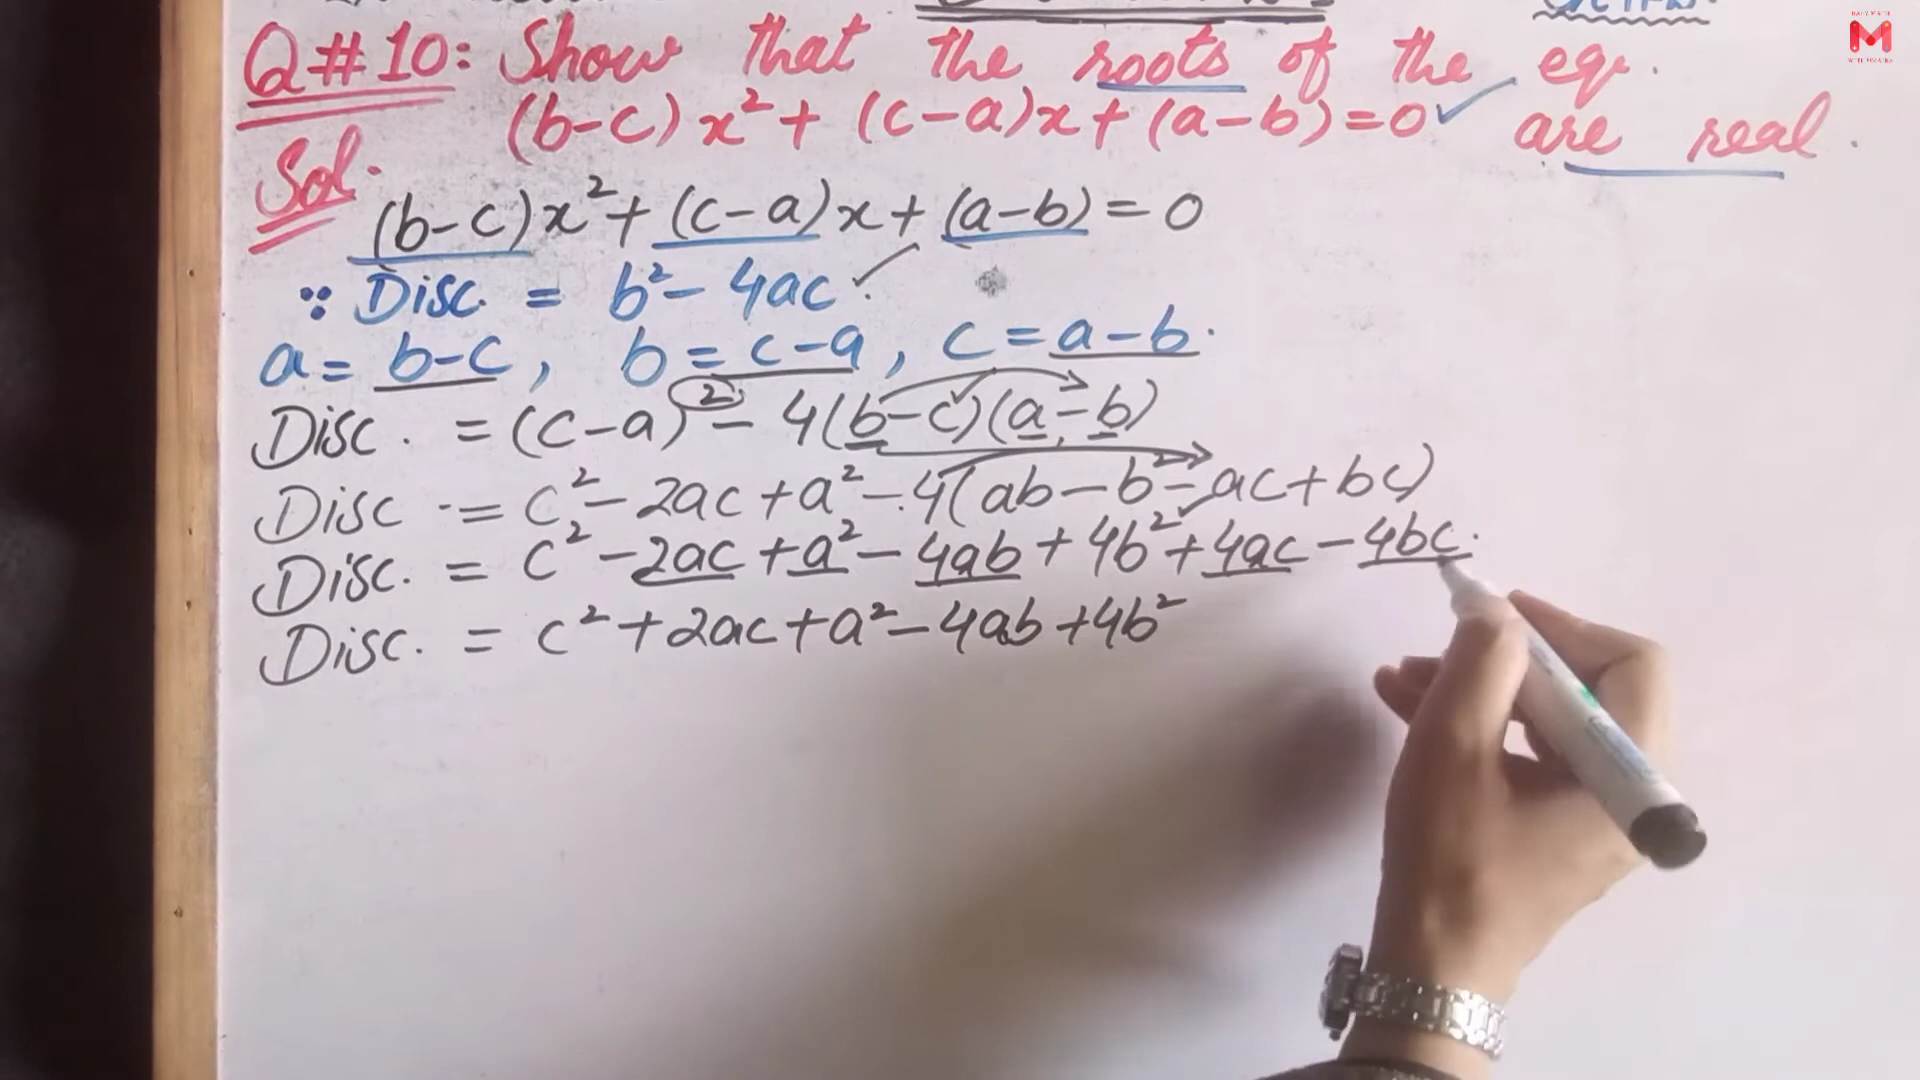 Q#10: Show that the roots of the eq.
(b-c)x²+(c-a)x+(a-b)=0 are real.
Sol.
(b-c)x²+(c-a)x+(a-b)=0
∵ Disc. = b²-4ac.
a = b-c, b = c-a, c = a-b.
Disc. = (c-a)²-4(b-c)(a-b)
Disc. = c²-2ac+a²-4(ab-b²-ac+bc)
Disc. = c²-2ac+a²-4ab+4b²+4ac-4bc.
Disc. = c²+2ac+a²-4ab+4b²
M